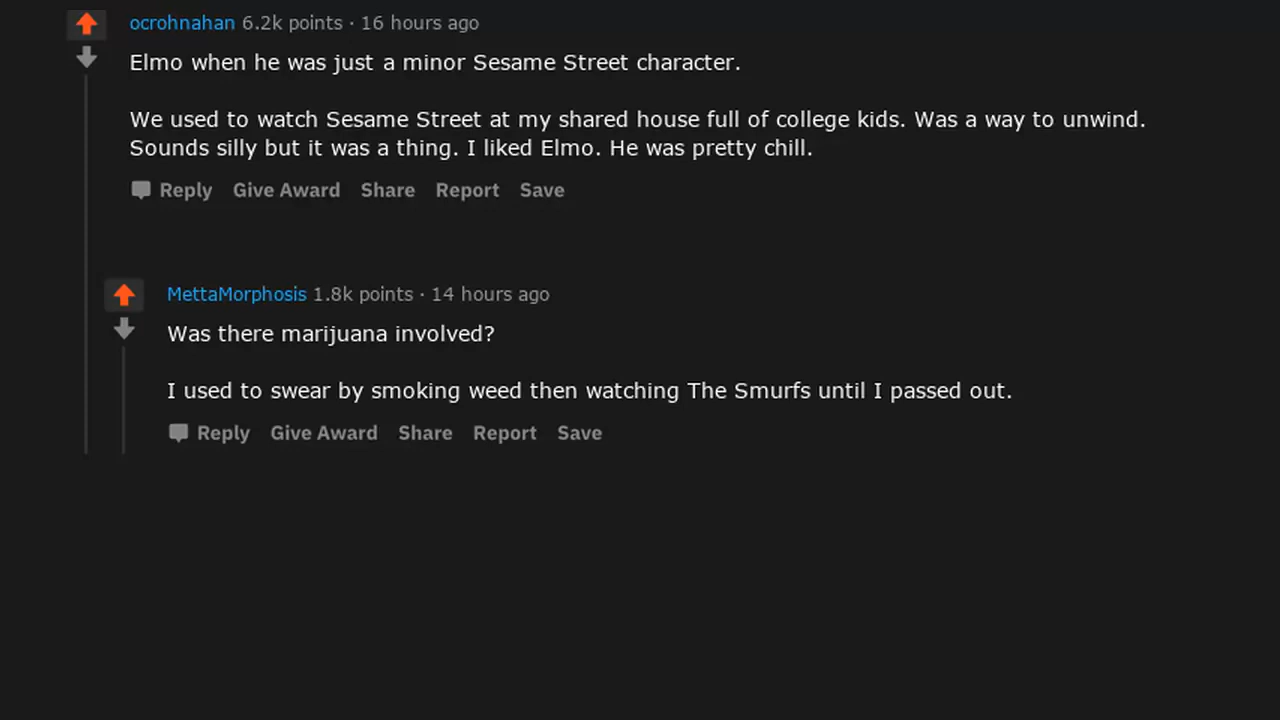 ocrohnahan 6.2k points · 16 hours ago
Elmo when he was just a minor Sesame Street character.
We used to watch Sesame Street at my shared house full of college kids. Was a way to unwind.
Sounds silly but it was a thing. I liked Elmo. He was pretty chill.
Reply Give Award Share Report Save
MettaMorphosis 1.8k points · 14 hours ago
Was there marijuana involved?
I used to swear by smoking weed then watching The Smurfs until I passed out.
Reply Give Award Share Report Save